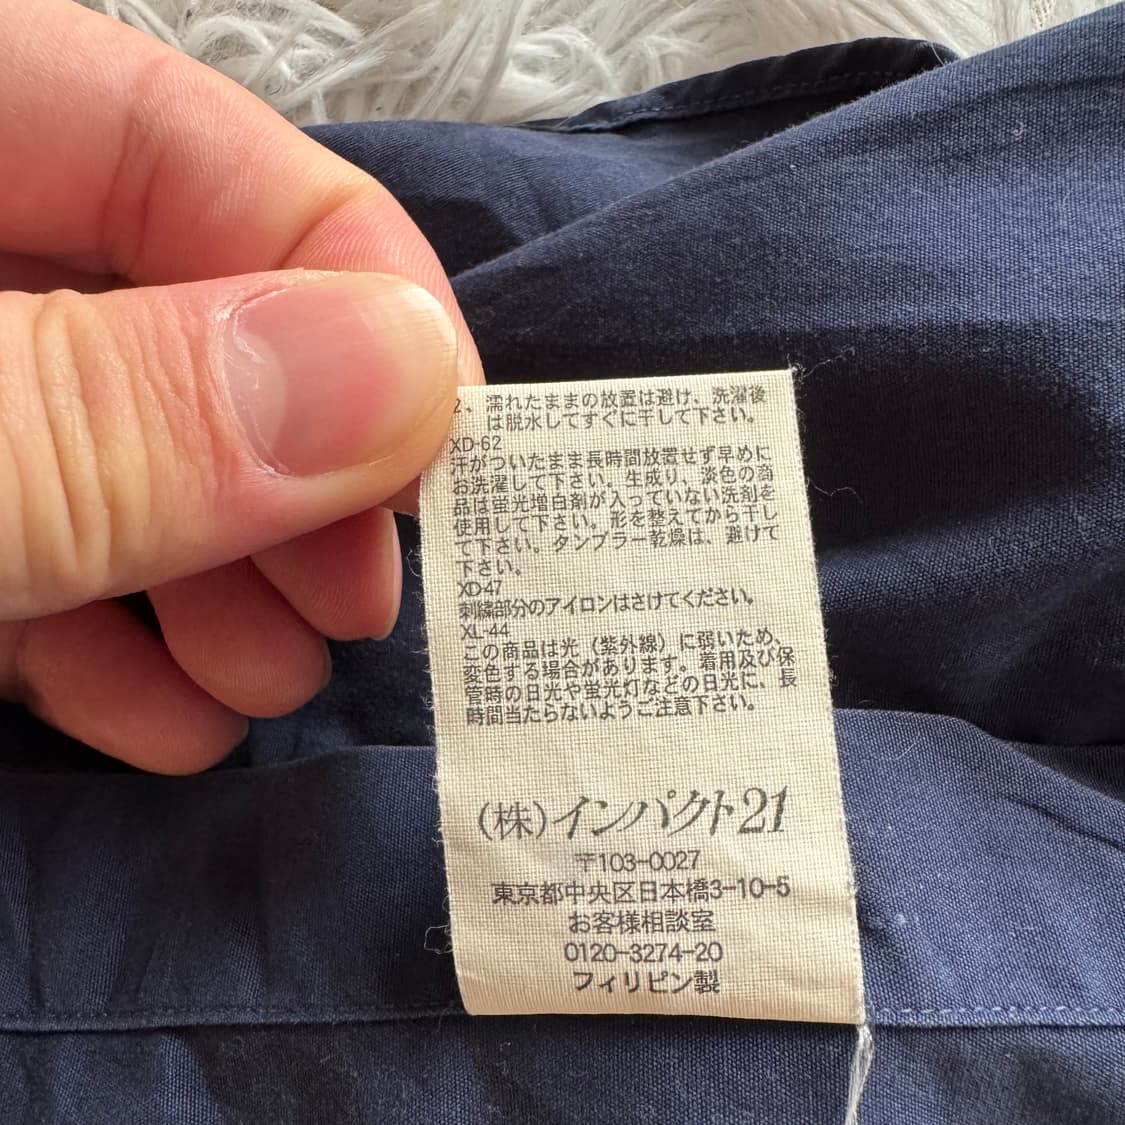 2、濡れたままの放置は避け、洗濯後
は脱水してすぐに干して下さい。
XD-62
汗がついたまま長時間放置せず早めに
お洗濯して下さい。生成り、淡色の商
品は蛍光増白剤が入っていない洗剤を
使用して下さい。形を整えてから干し
て下さい。タンブラー乾燥は、避けて
下さい。
XD-47
刺繍部分のアイロンはさけてください。
XL-44
この商品は光（紫外線）に弱いため、
変色する場合があります。着用及び保
管時の日光や蛍光灯などの日光に、長
時間当たらないようご注意下さい。
(株)インパクト21
〒103-0027
東京都中央区日本橋3-10-5
お客様相談室
0120-3274-20
フィリピン製